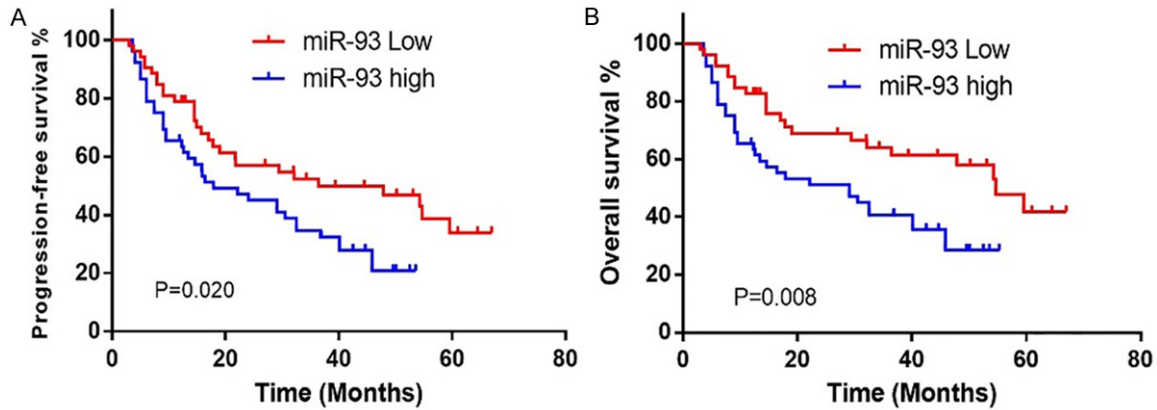 A
Progression-free survival %
100
80
60
40
20
0
miR-93 Low
miR-93 high
P=0.020
0 20 40 60 80
Time (Months)
B
Overall survival %
100
80
60
40
20
0
miR-93 Low
miR-93 high
P=0.008
0 20 40 60 80
Time (Months)